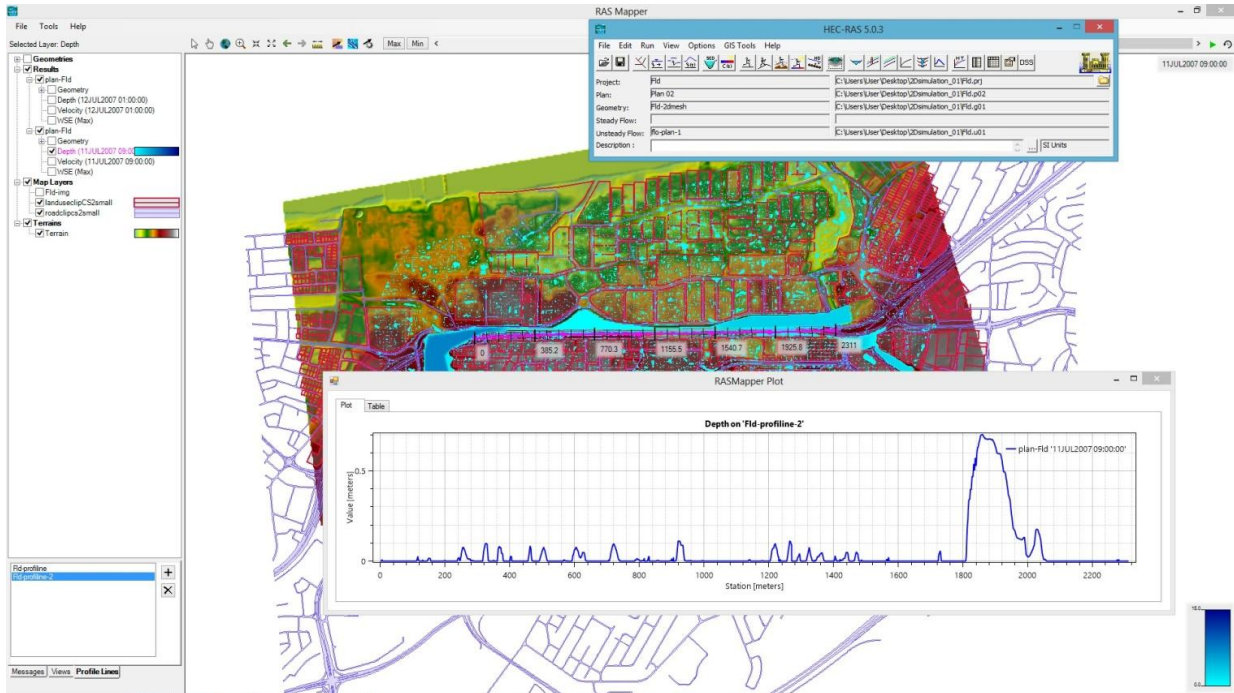 RAS Mapper
File Tools Help
Selected Layer: Depth
Max Min
11JUL2007 09:00:00
Geometries
Results
plan-Fld
Geometry
Depth (12JUL2007 01:00:00)
Velocity (12JUL2007 01:00:00)
WSE (Max)
plan-Fld
Geometry
Depth (11JUL2007 09:00
Velocity (11JUL2007 09:00:00)
WSE (Max)
Map Layers
Fld-img
landuseclipCS2small
roadclipcs2small
Terrains
Terrain
HEC-RAS 5.0.3
File Edit Run View Options GIS Tools Help
DSS
Project: Fld C:\Users\User\Desktop\2Dsimulation_01\Fld.prj
Plan: Plan 02 C:\Users\User\Desktop\2Dsimulation_01\Fld.p02
Geometry: Fld-2dmesh C:\Users\User\Desktop\2Dsimulation_01\Fld.g01
Steady Flow:
Unsteady Flow: flo-plan-1 C:\Users\User\Desktop\2Dsimulation_01\Fld.u01
Description : ... SI Units
0 385.2 770.3 1155.5 1540.7 1925.8 2311
RASMapper Plot
Plot Table
Depth on 'Fld-profiline-2'
plan-Fld '11JUL2007 09:00:00'
Value [meters]
0.5
0
0 200 400 600 800 1000 1200 1400 1600 1800 2000 2200
Station [meters]
Fld-profiline
Fld-profiline-2
Messages Views Profile Lines
15.0
0.0